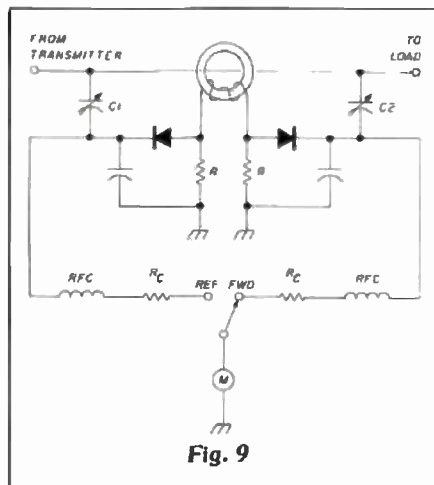 FROM
TRANSMITTER
TO
LOAD
C1
C2
R
R
RFC
RC
REF
FWD
RC
RFC
M
Fig. 9